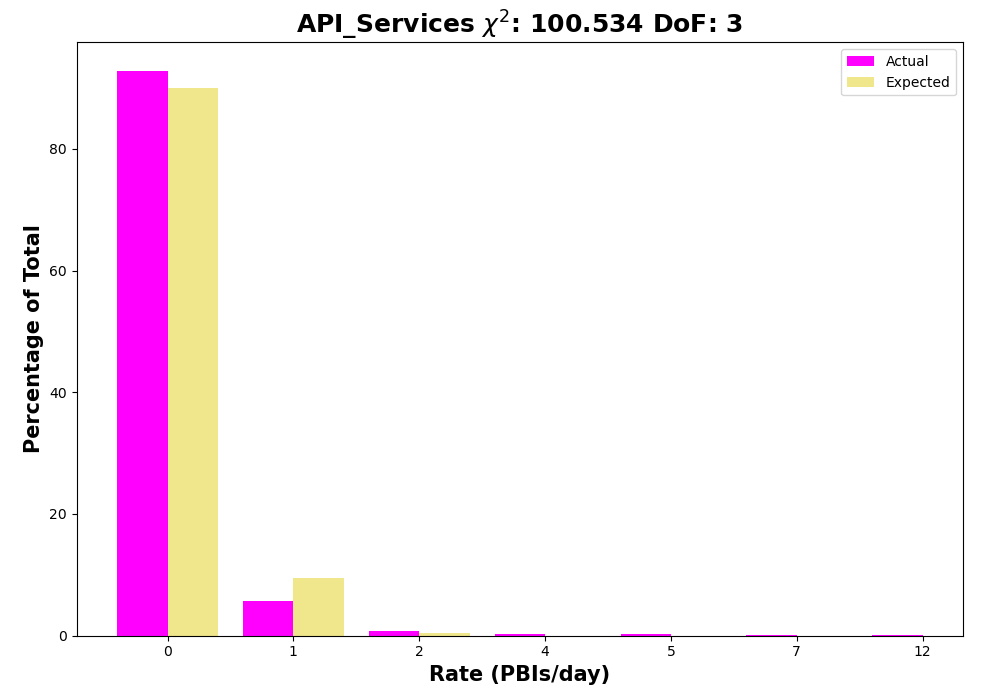 API_Services χ²: 100.534 DoF: 3
Actual
Expected
Percentage of Total
80
60
40
20
0
0 1 2 4 5 7 12
Rate (PBIs/day)